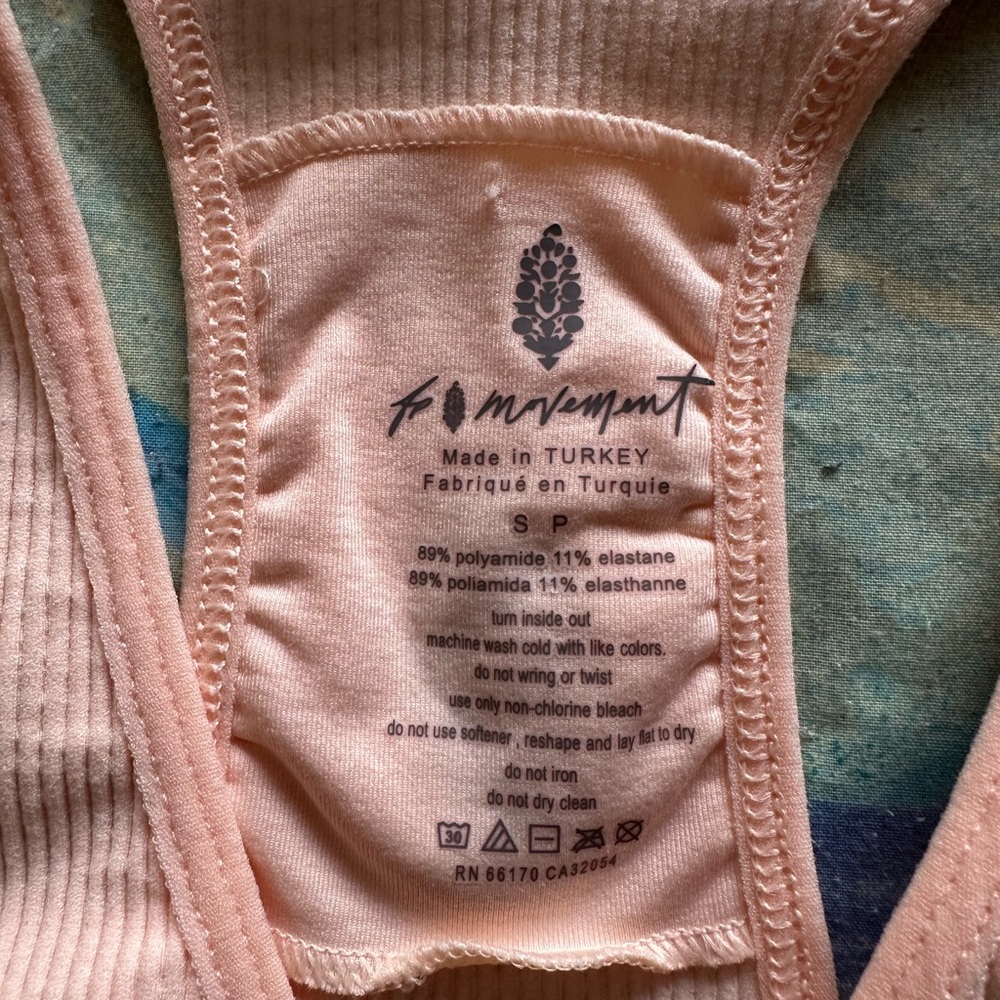 fp movement
Made in TURKEY
Fabriqué en Turquie
S P
89% polyamide 11% elastane
89% poliamida 11% elasthanne
turn inside out
machine wash cold with like colors.
do not wring or twist
use only non-chlorine bleach
do not use softener , reshape and lay flat to dry
do not iron
do not dry clean
30
RN 66170 CA32054